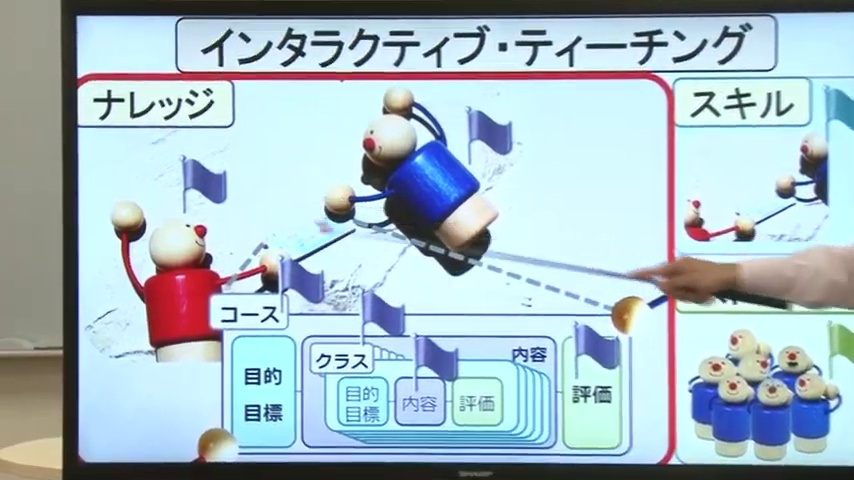 インタラクティブ・ティーチング
ナレッジ
スキル
コース
目的
目標
クラス
内容
目的
目標
内容
評価
評価
SHARP